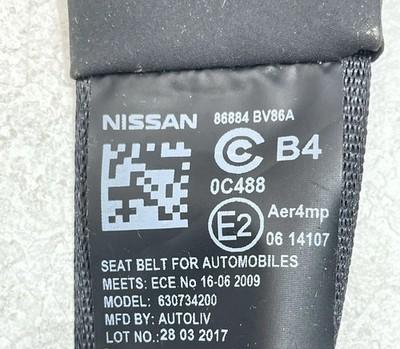 NISSAN 86884 BV86A
C B4
0C488
E2 Aer4mp
06 14107
SEAT BELT FOR AUTOMOBILES
MEETS: ECE No 16-06 2009
MODEL: 630734200
MFD BY: AUTOLIV
LOT NO.: 28 03 2017